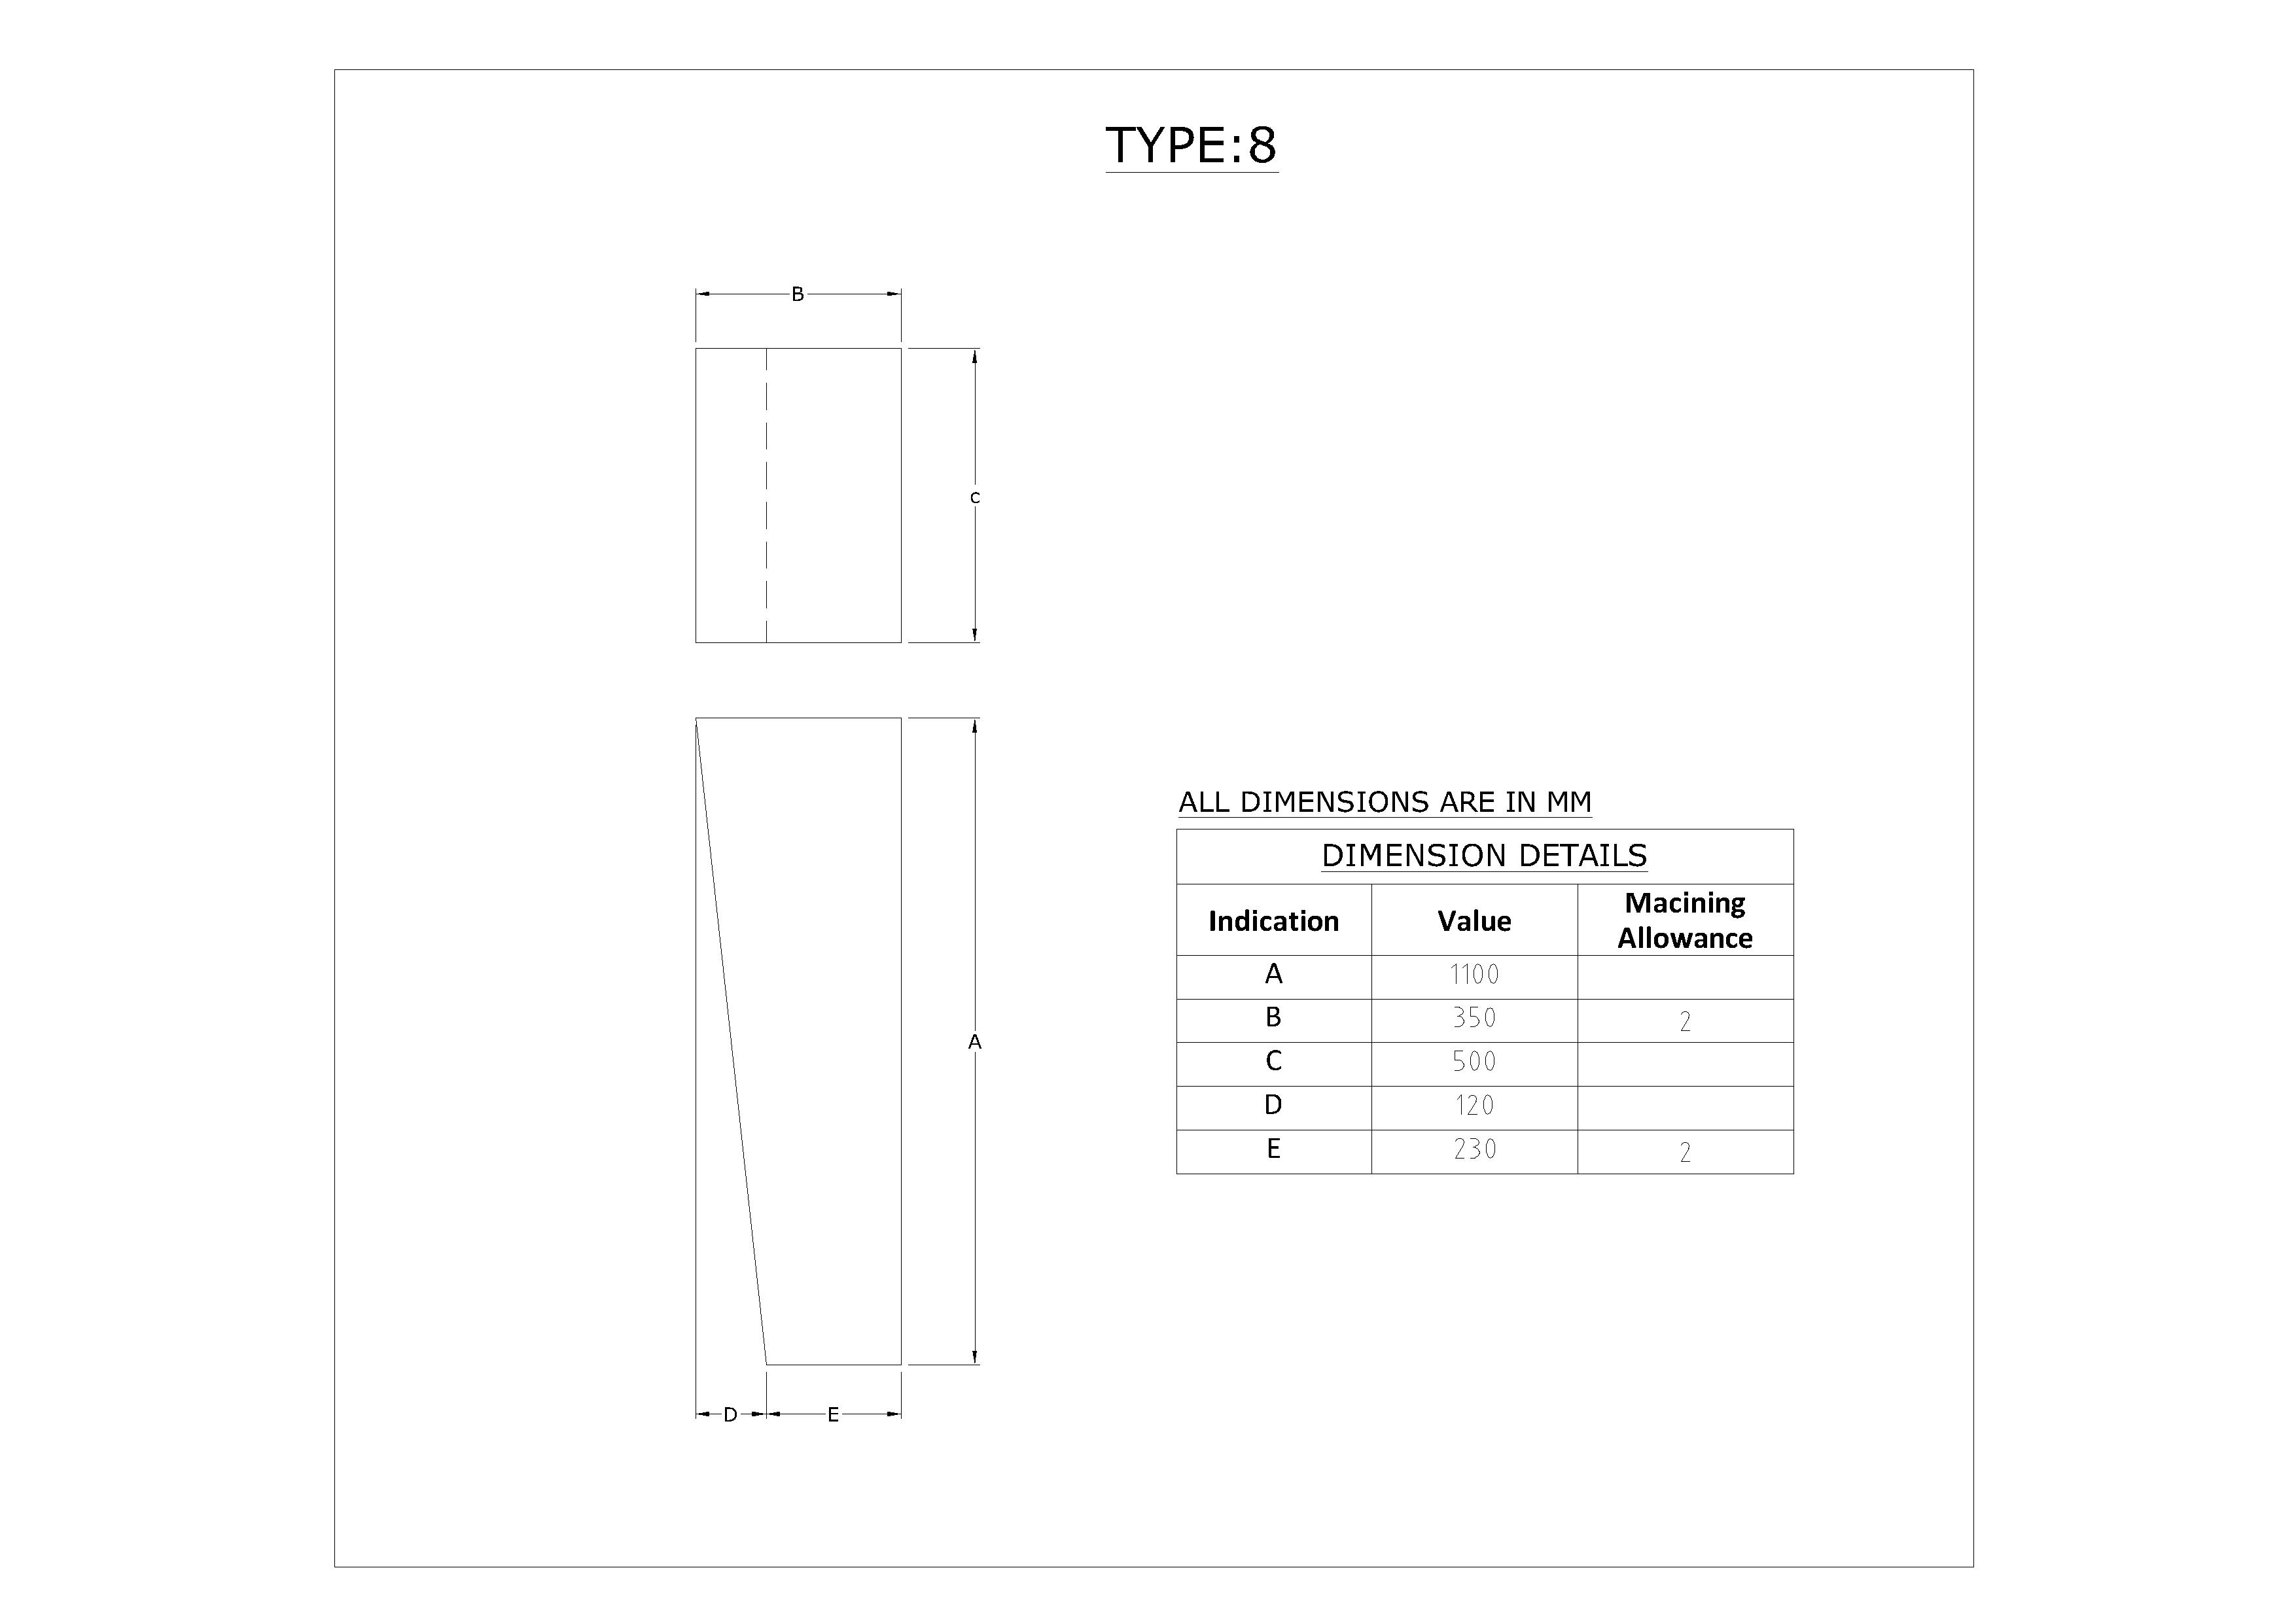 TYPE:8
B
c
A
D E
ALL DIMENSIONS ARE IN MM
DIMENSION DETAILS
Indication Value Macining Allowance
A 1100
B 350 2
C 500
D 120
E 230 2